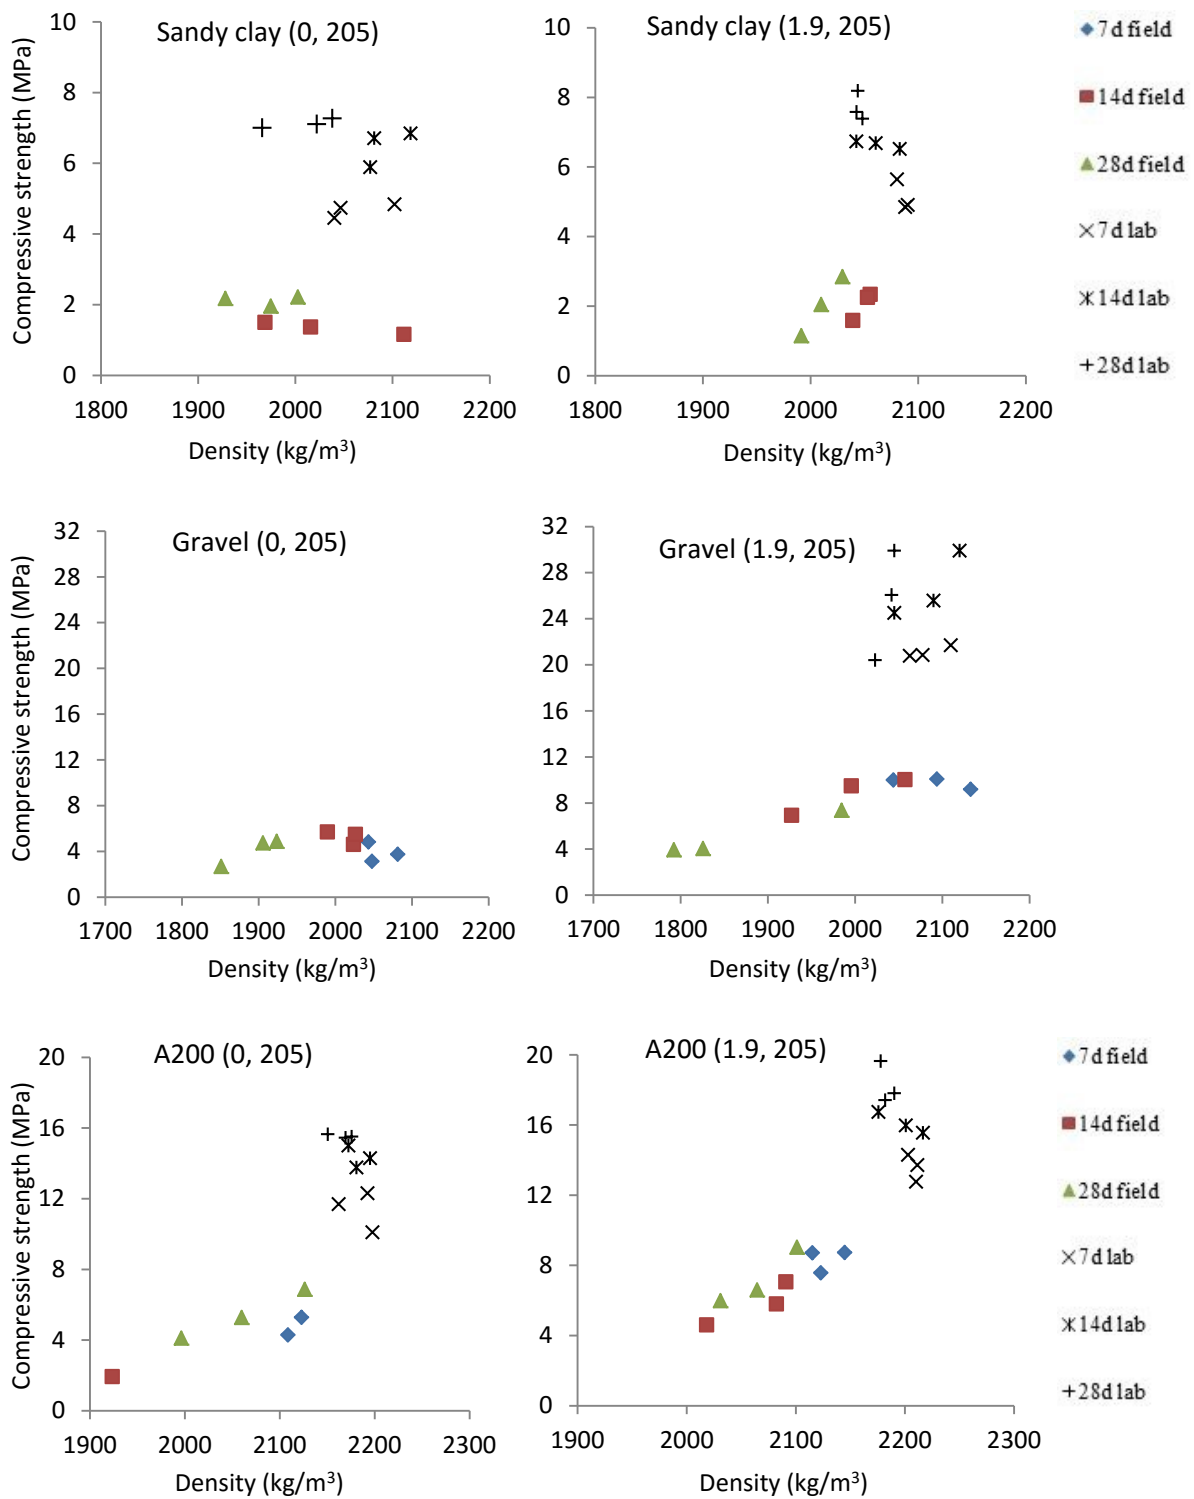 Sandy clay (0, 205)
Compressive strength (MPa)
10
8
6
4
2
0
1800 1900 2000 2100 2200
Density (kg/m³)
Sandy clay (1.9, 205)
10
8
6
4
2
0
1800 1900 2000 2100 2200
Density (kg/m³)
7d field
14d field
28d field
7d lab
14d lab
28d lab
Gravel (0, 205)
Compressive strength (MPa)
32
28
24
20
16
12
8
4
0
1700 1800 1900 2000 2100 2200
Density (kg/m³)
Gravel (1.9, 205)
32
28
24
20
16
12
8
4
0
1700 1800 1900 2000 2100 2200
Density (kg/m³)
A200 (0, 205)
Compressive strength (MPa)
20
16
12
8
4
0
1900 2000 2100 2200 2300
Density (kg/m³)
A200 (1.9, 205)
20
16
12
8
4
0
1900 2000 2100 2200 2300
Density (kg/m³)
7d field
14d field
28d field
7d lab
14d lab
28d lab